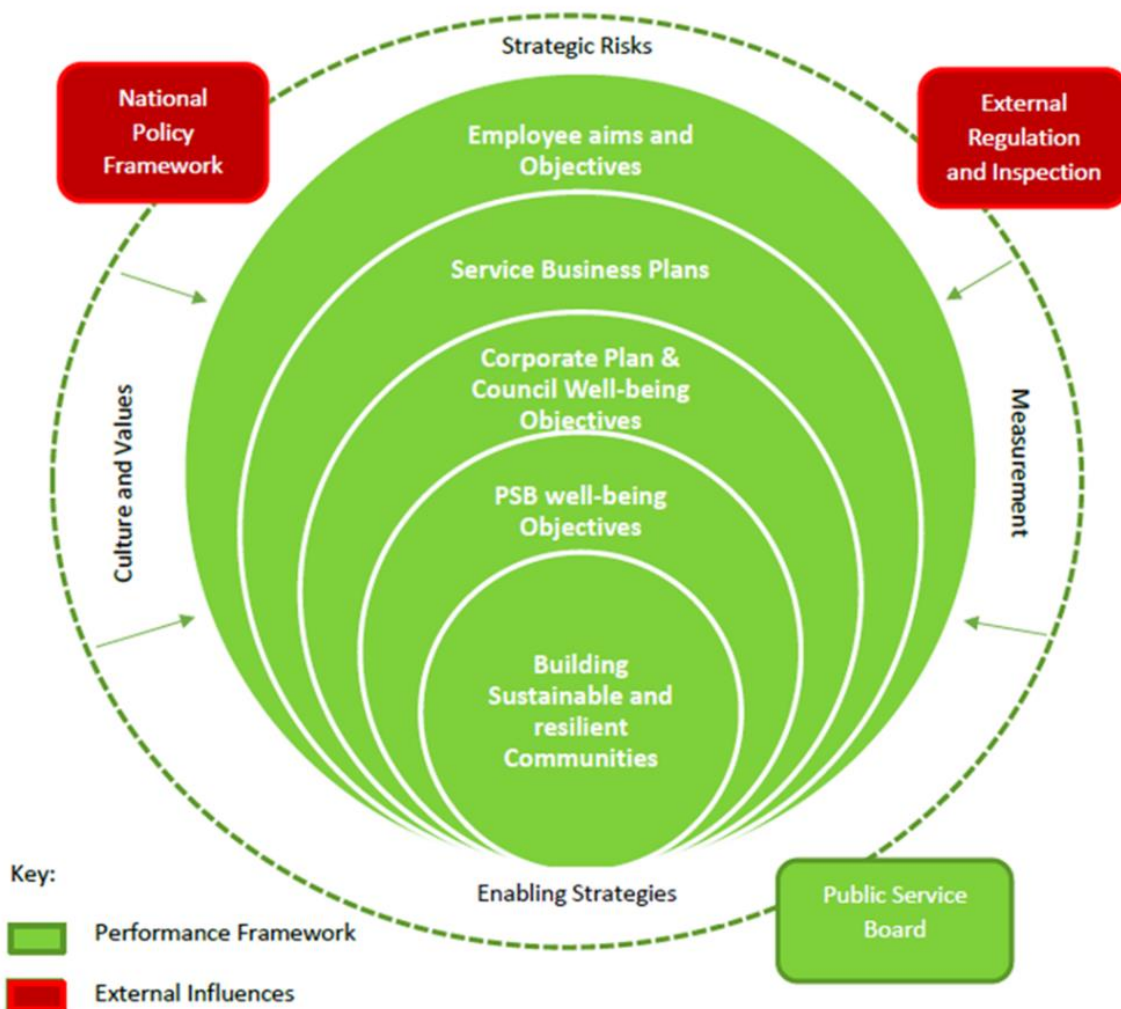 Strategic Risks
National
Policy
Framework
External
Regulation
and Inspection
Employee aims and
Objectives
Service Business Plans
Corporate Plan &
Council Well-being
Objectives
Culture and Values
Measurement
PSB well-being
Objectives
Building
Sustainable and
resilient
Communities
Enabling Strategies
Public Service
Board
Key:
Performance Framework
External Influences